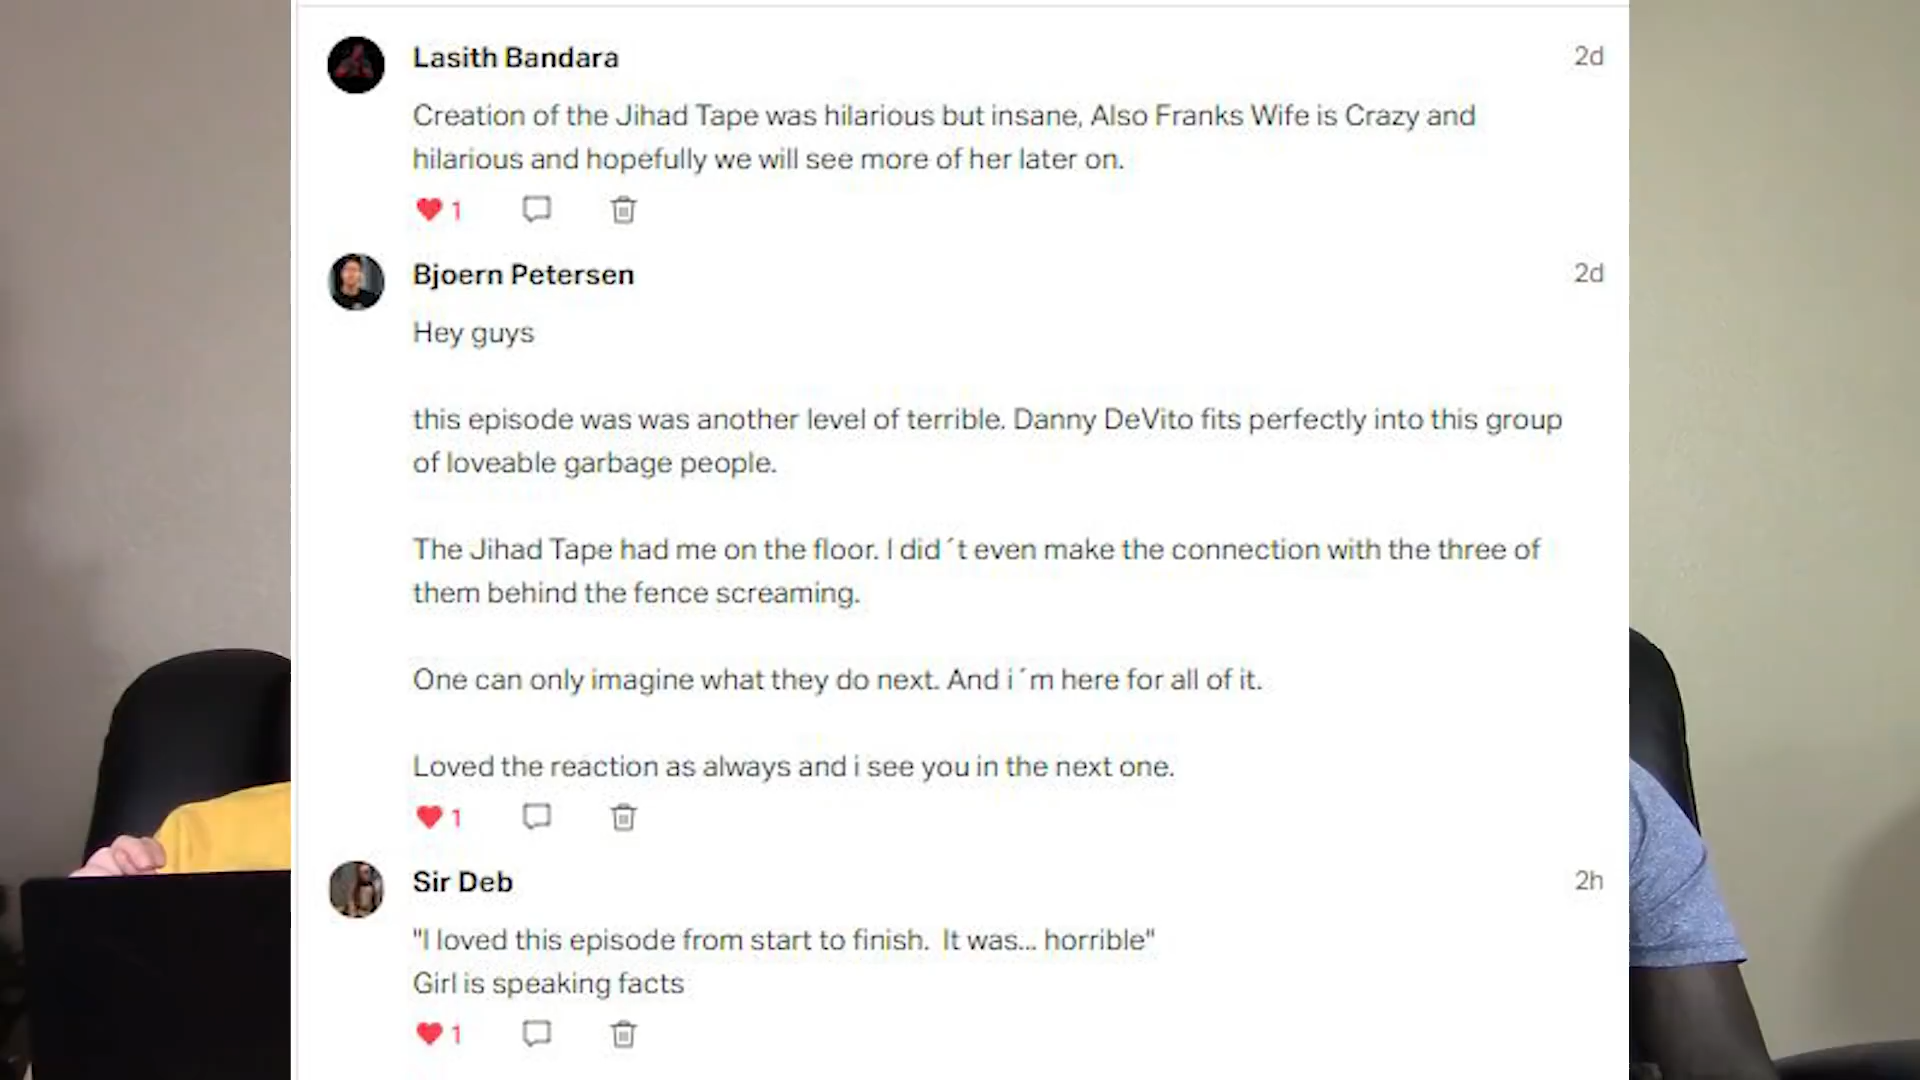 Lasith Bandara
2d
Creation of the Jihad Tape was hilarious but insane, Also Franks Wife is Crazy and
hilarious and hopefully we will see more of her later on.
1
Bjoern Petersen
2d
Hey guys
this episode was was another level of terrible. Danny DeVito fits perfectly into this group
of loveable garbage people.
The Jihad Tape had me on the floor. I did´t even make the connection with the three of
them behind the fence screaming.
One can only imagine what they do next. And i´m here for all of it.
Loved the reaction as always and i see you in the next one.
1
Sir Deb
2h
"I loved this episode from start to finish.  It was... horrible"
Girl is speaking facts
1